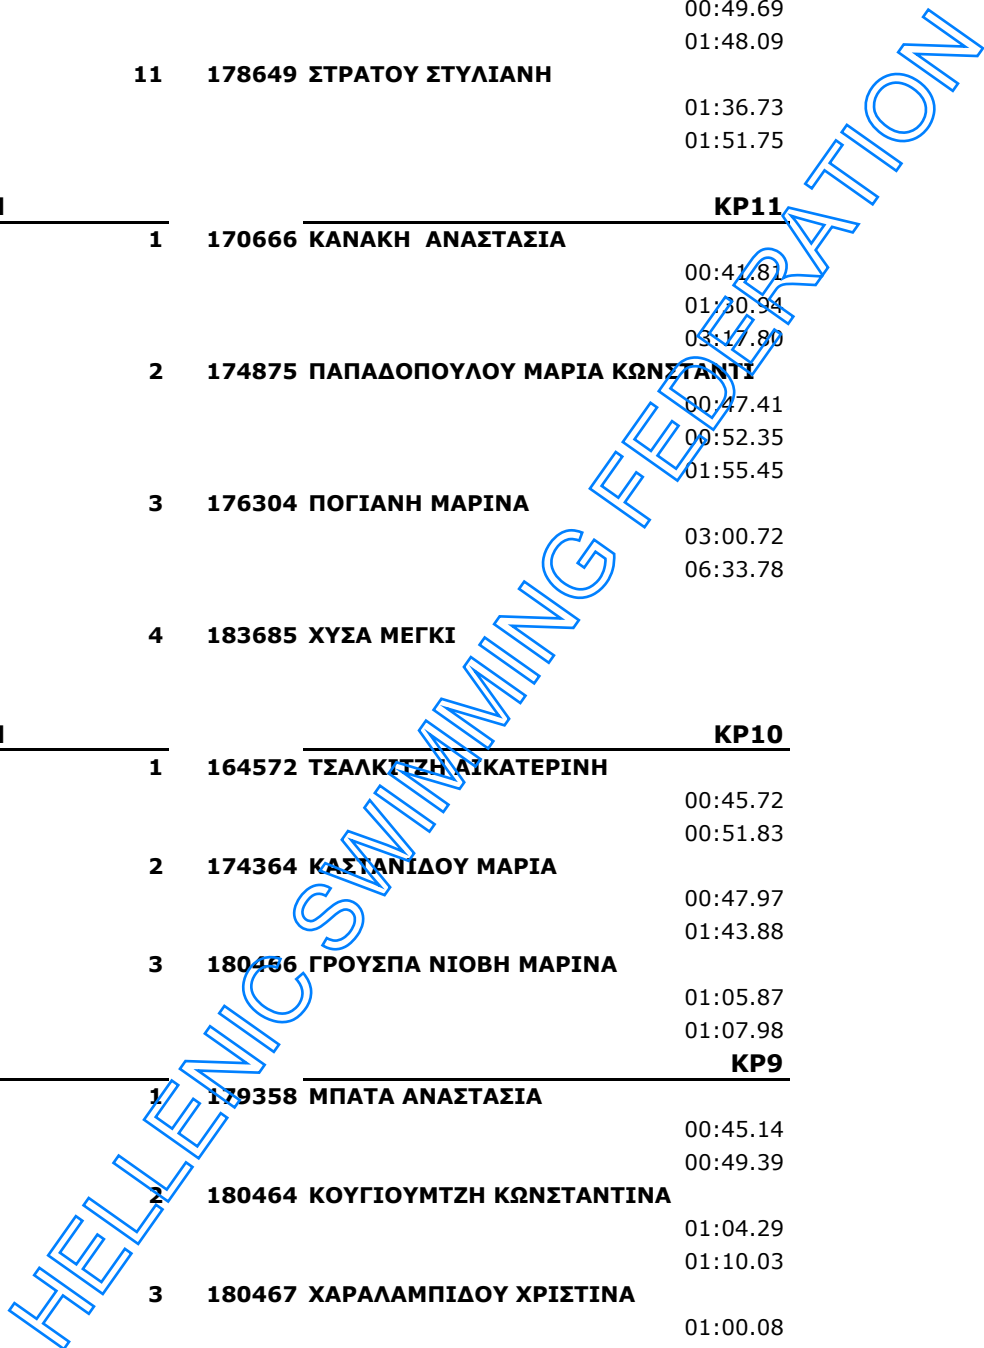 00:49.69
01:48.09
11 178649 ΣΤΡΑΤΟΥ ΣΤΥΛΙΑΝΗ
01:36.73
01:51.75
KP11
1 170666 ΚΑΝΑΚΗ ΑΝΑΣΤΑΣΙΑ
00:41.81
01:30.94
03:17.80
2 174875 ΠΑΠΑΔΟΠΟΥΛΟΥ ΜΑΡΙΑ ΚΩΝΣΤΑΝΤΙ
00:47.41
00:52.35
01:55.45
3 176304 ΠΟΓΙΑΝΗ ΜΑΡΙΝΑ
03:00.72
06:33.78
4 183685 ΧΥΣΑ ΜΕΓΚΙ
KP10
1 164572 ΤΣΑΛΚΙΤΖΗ ΑΙΚΑΤΕΡΙΝΗ
00:45.72
00:51.83
2 174364 ΚΑΣΤΑΝΙΔΟΥ ΜΑΡΙΑ
00:47.97
01:43.88
3 180466 ΓΡΟΥΣΠΑ ΝΙΟΒΗ ΜΑΡΙΝΑ
01:05.87
01:07.98
KP9
1 179358 ΜΠΑΤΑ ΑΝΑΣΤΑΣΙΑ
00:45.14
00:49.39
2 180464 ΚΟΥΓΙΟΥΜΤΖΗ ΚΩΝΣΤΑΝΤΙΝΑ
01:04.29
01:10.03
3 180467 ΧΑΡΑΛΑΜΠΙΔΟΥ ΧΡΙΣΤΙΝΑ
01:00.08
HELLENIC SWIMMING FEDERATION